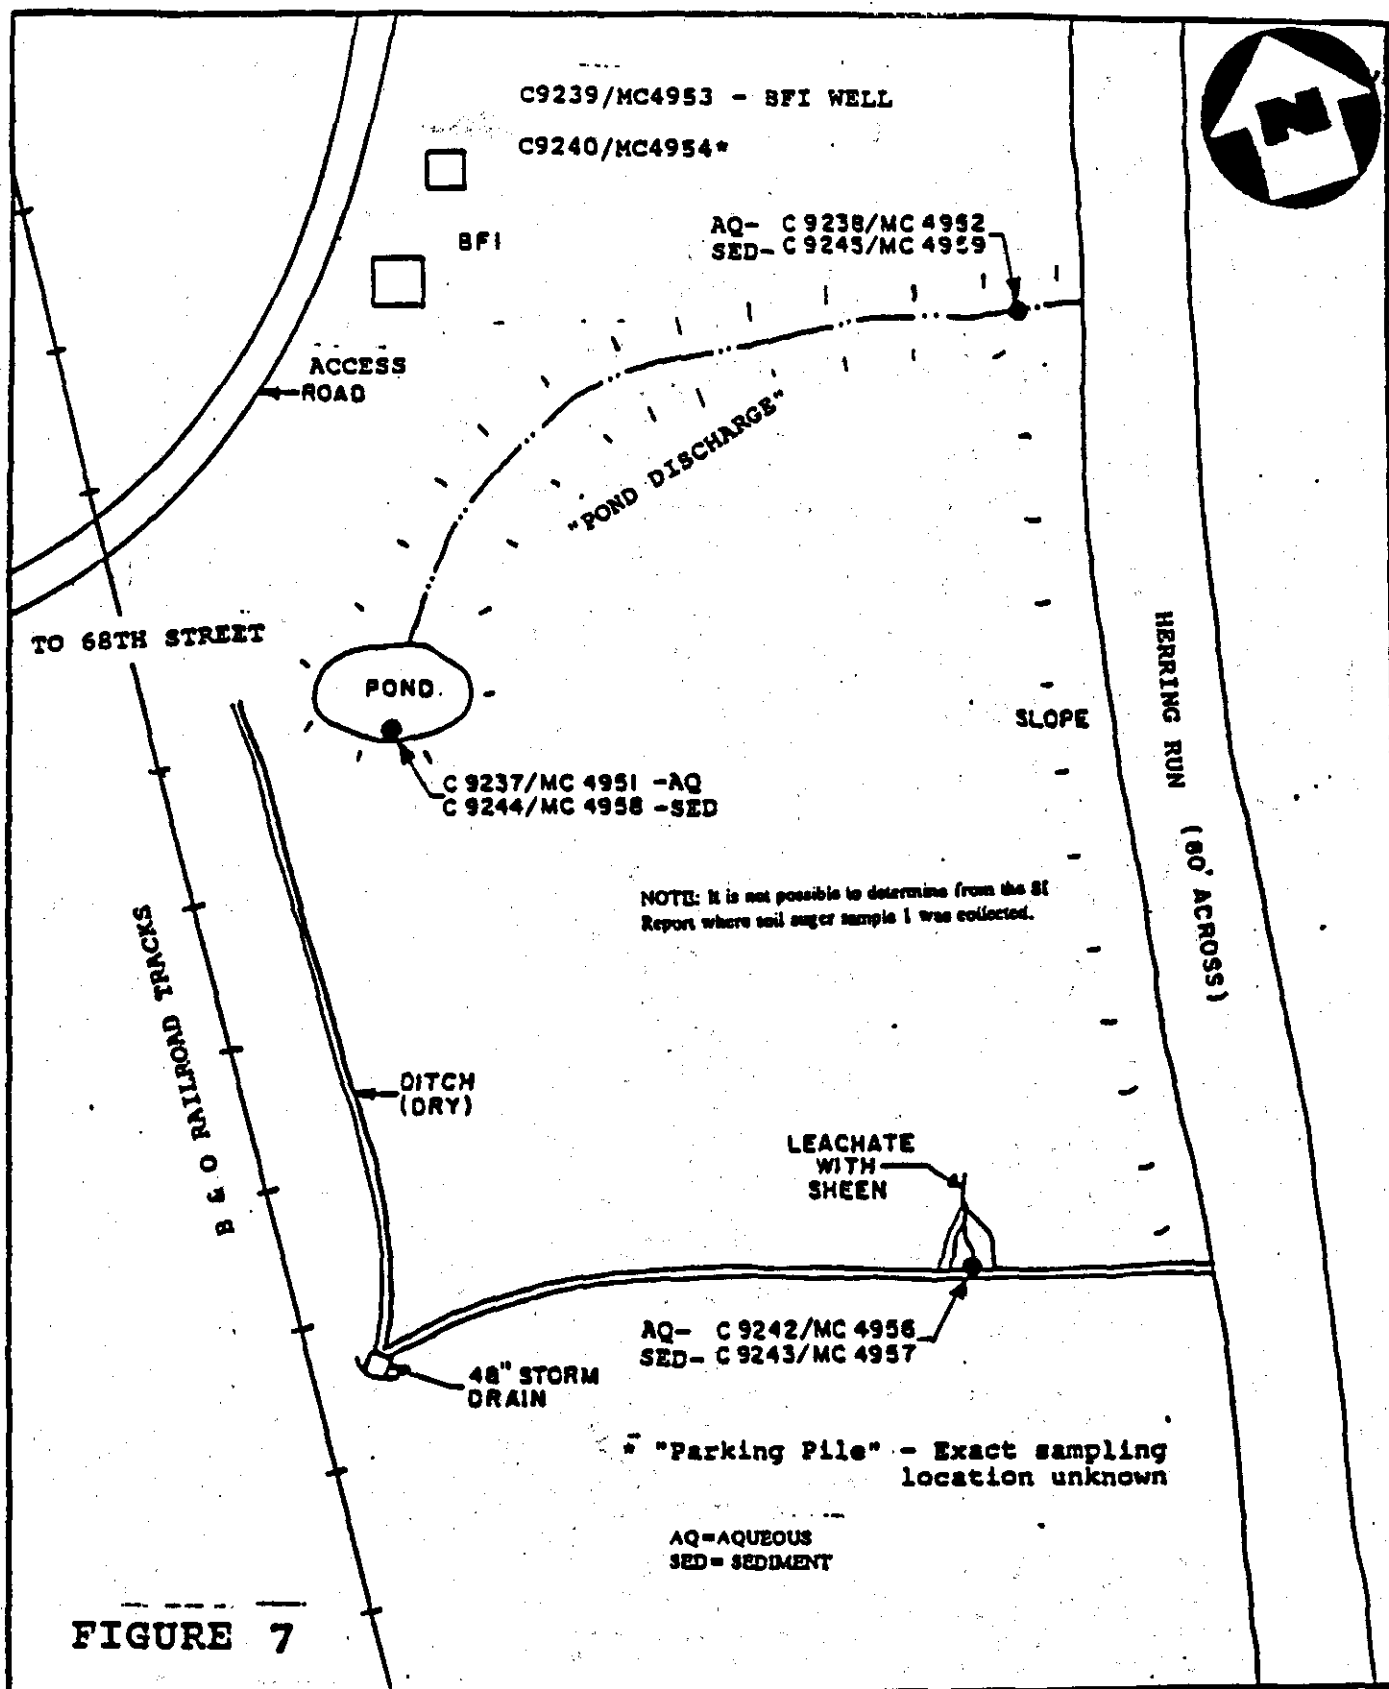 C9239/MC4953 - BFI WELL
C9240/MC4954*
N
BFI
AQ- C 9238/MC 4952
SED- C 9245/MC 4959
ACCESS
ROAD
"POND DISCHARGE"
TO 68TH STREET
POND
C 9237/MC 4951 -AQ
C 9244/MC 4958 -SED
SLOPE
HERRING RUN (80' ACROSS)
NOTE: It is not possible to determine from the SI
Report where soil auger sample 1 was collected.
B & O RAILROAD TRACKS
DITCH
(DRY)
LEACHATE
WITH
SHEEN
AQ- C 9242/MC 4956
SED- C 9243/MC 4957
48" STORM
DRAIN
* "Parking Pile" - Exact sampling
location unknown
AQ=AQUEOUS
SED= SEDIMENT
FIGURE 7